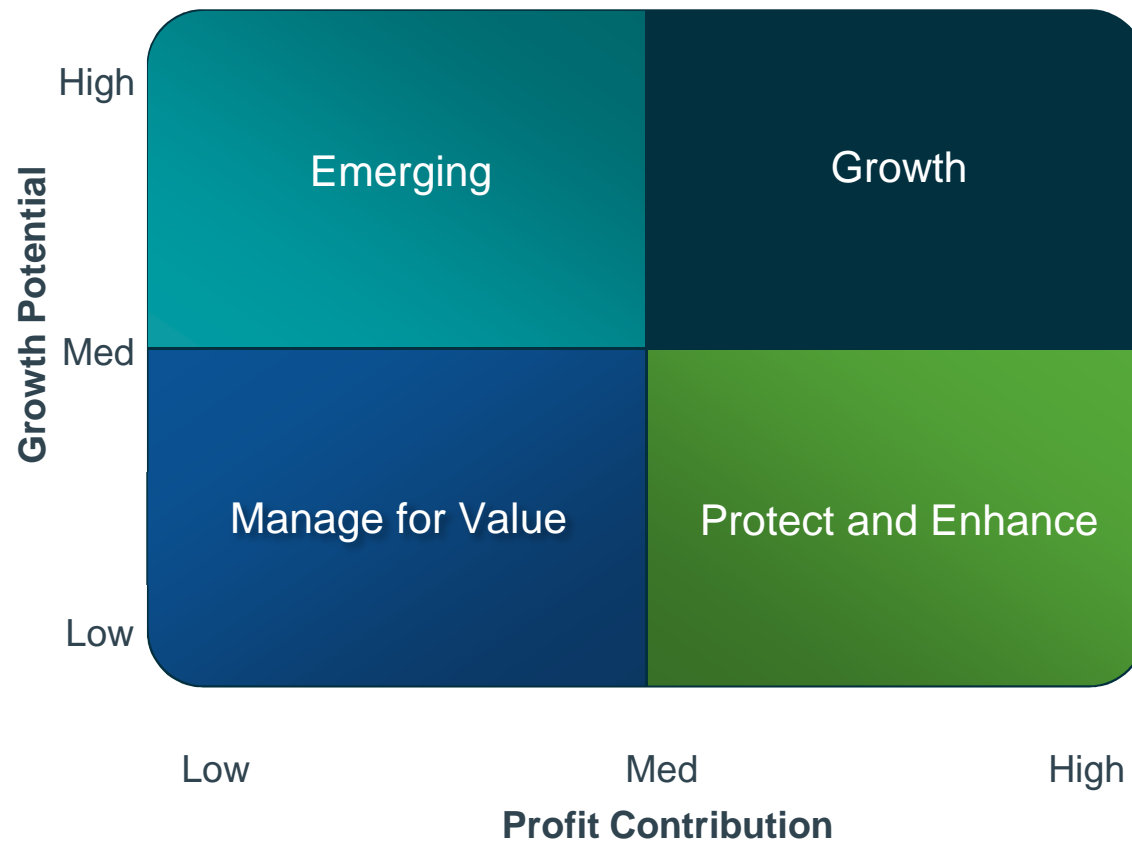 High
Emerging
Growth
Growth Potential
Med
Manage for Value
Protect and Enhance
Low
Low
Med
High
Profit Contribution